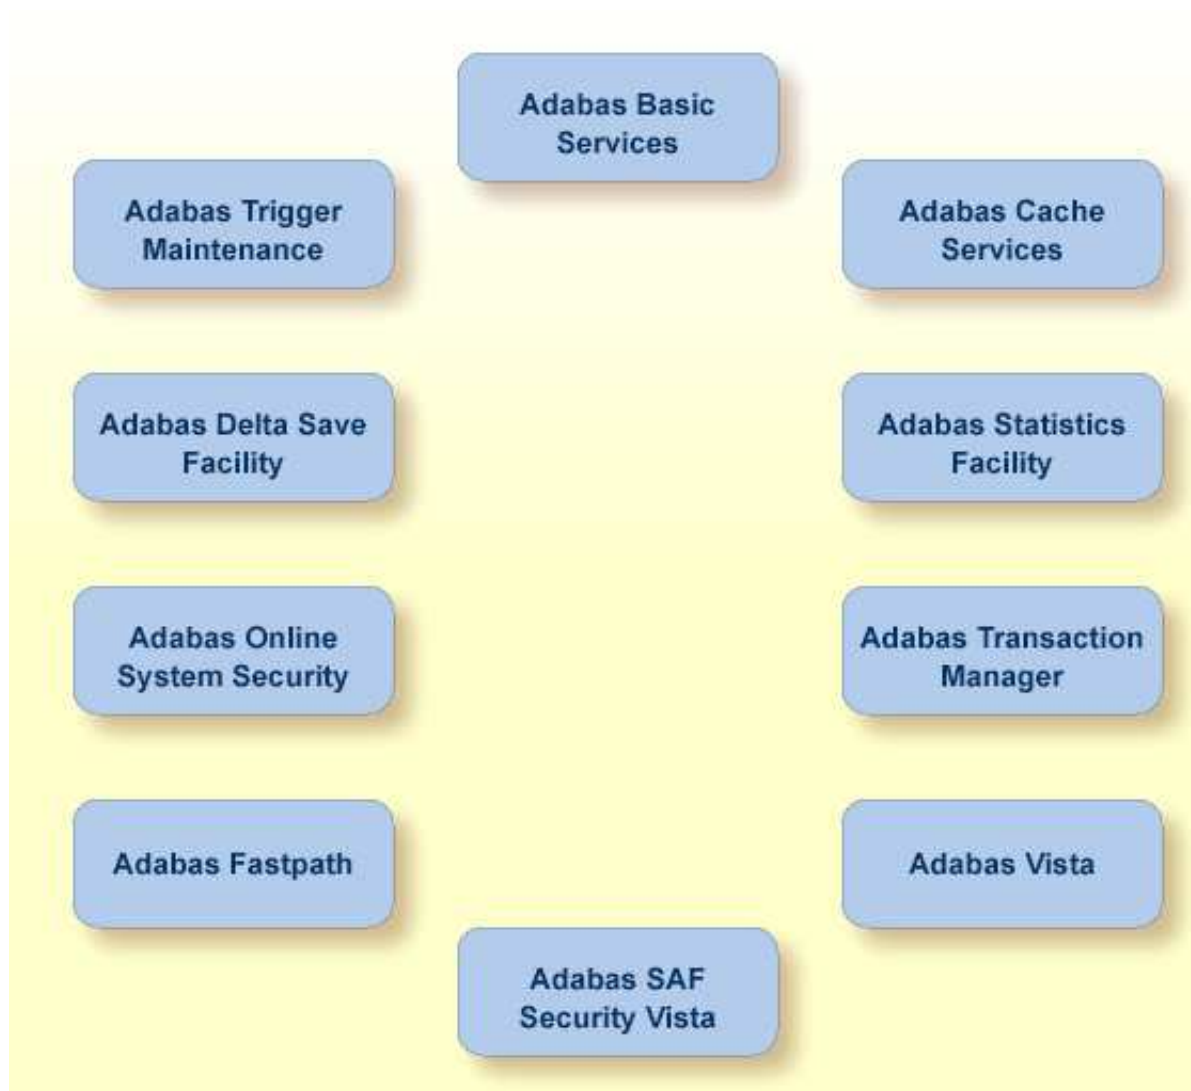 Adabas Basic
Services
Adabas Trigger
Maintenance
Adabas Cache
Services
Adabas Delta Save
Facility
Adabas Statistics
Facility
Adabas Online
System Security
Adabas Transaction
Manager
Adabas Fastpath
Adabas Vista
Adabas SAF
Security Vista